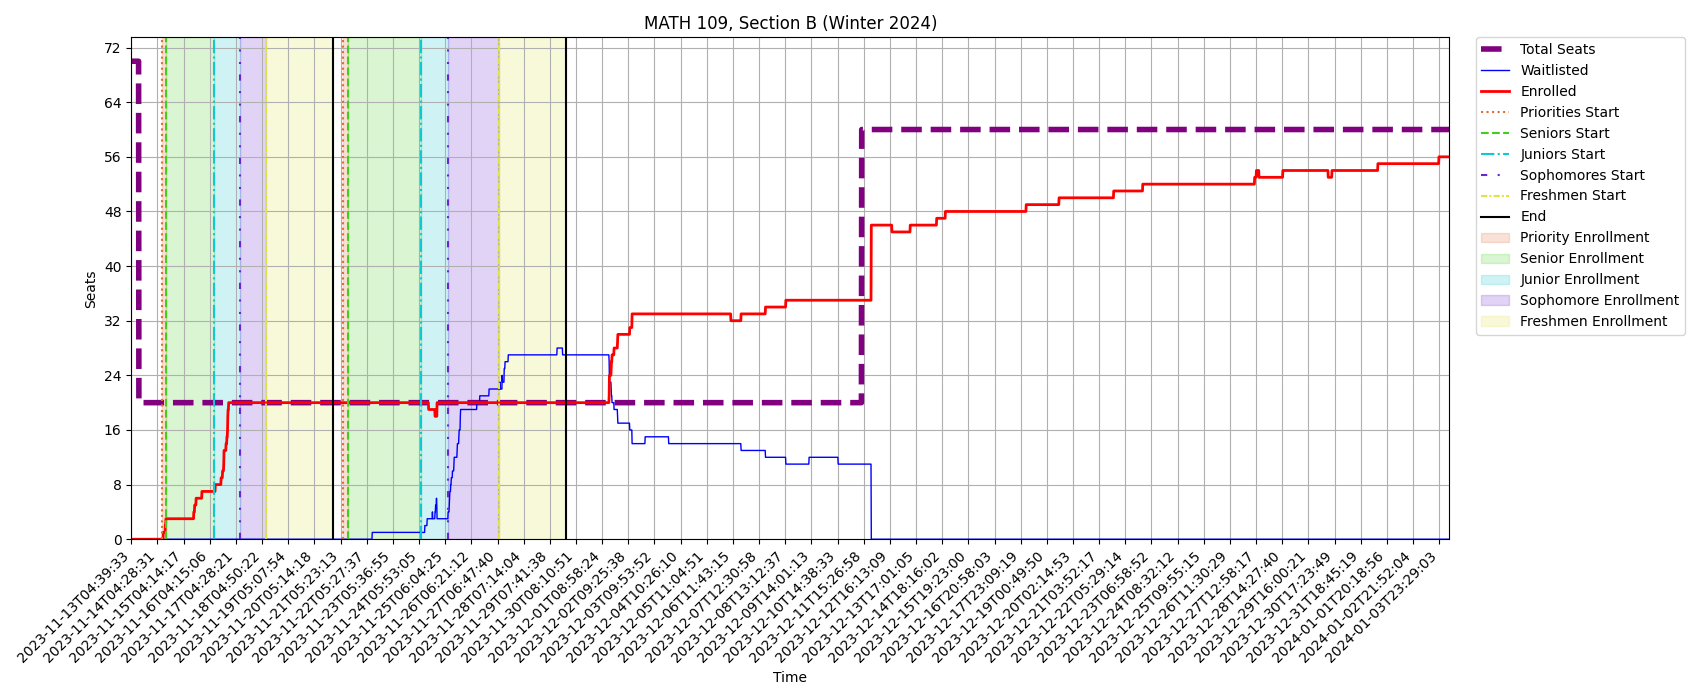 MATH 109, Section B (Winter 2024)
72
64
56
48
40
32
24
16
8
0
Seats
2023-11-13T04:39:33
2023-11-14T04:28:31
2023-11-15T04:14:17
2023-11-16T04:15:06
2023-11-17T04:28:21
2023-11-18T04:50:22
2023-11-19T05:07:54
2023-11-20T05:14:18
2023-11-21T05:23:13
2023-11-22T05:27:37
2023-11-23T05:36:55
2023-11-24T05:53:05
2023-11-25T06:04:25
2023-11-26T06:21:12
2023-11-27T06:47:40
2023-11-28T07:14:04
2023-11-29T07:41:38
2023-11-30T08:10:51
2023-12-01T08:58:24
2023-12-02T09:25:38
2023-12-03T09:53:52
2023-12-04T10:26:10
2023-12-05T11:04:51
2023-12-06T11:43:15
2023-12-07T12:30:58
2023-12-08T13:12:37
2023-12-09T14:01:13
2023-12-10T14:38:33
2023-12-11T15:26:58
2023-12-12T16:13:09
2023-12-13T17:01:05
2023-12-14T18:16:02
2023-12-15T19:23:00
2023-12-16T20:58:03
2023-12-17T23:09:19
2023-12-19T00:49:50
2023-12-20T02:14:53
2023-12-21T03:52:17
2023-12-22T05:29:14
2023-12-23T06:58:52
2023-12-24T08:32:12
2023-12-25T09:55:15
2023-12-26T11:30:29
2023-12-27T12:58:17
2023-12-28T14:27:40
2023-12-29T16:00:21
2023-12-30T17:23:49
2023-12-31T18:45:19
2024-01-01T20:18:56
2024-01-02T21:52:04
2024-01-03T23:29:03
Time
Total Seats
Waitlisted
Enrolled
Priorities Start
Seniors Start
Juniors Start
Sophomores Start
Freshmen Start
End
Priority Enrollment
Senior Enrollment
Junior Enrollment
Sophomore Enrollment
Freshmen Enrollment